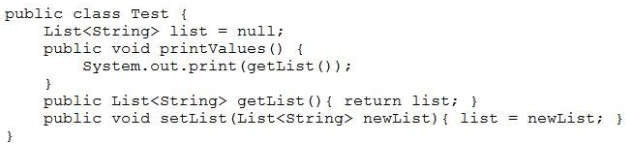 public class Test {
    List<String> list = null;
    public void printValues() {
        System.out.print(getList());
    }
    public List<String> getList(){ return list; }
    public void setList(List<String> newList){ list = newList; }
}